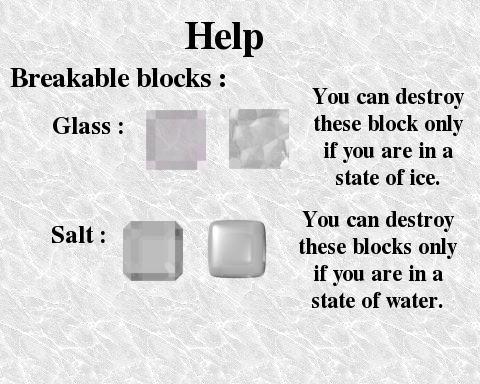 Help
Breakable blocks :
Glass :
You can destroy
these block only
if you are in a
state of ice.
Salt :
You can destroy
these blocks only
if you are in a
state of water.